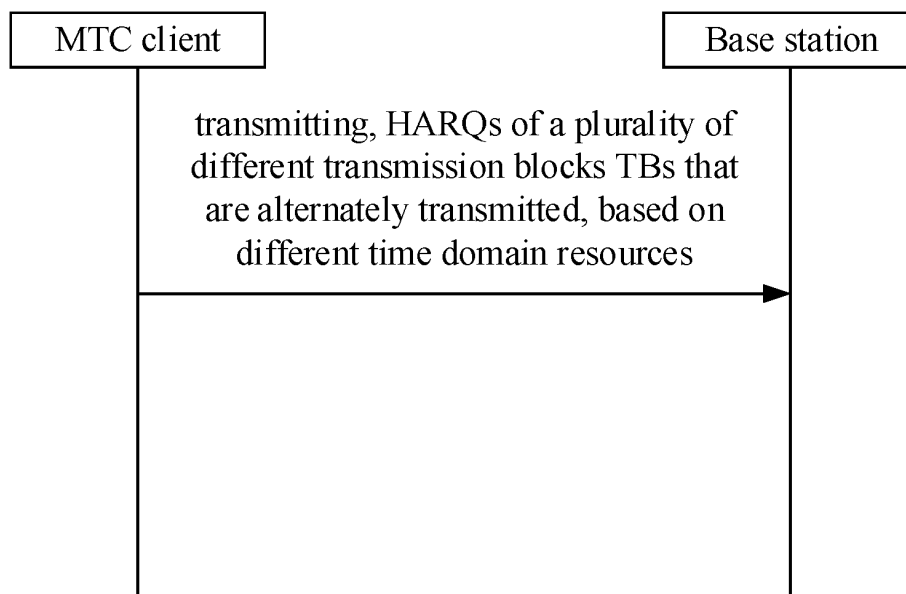 MTC client
Base station
transmitting, HARQs of a plurality of
different transmission blocks TBs that
are alternately transmitted, based on
different time domain resources